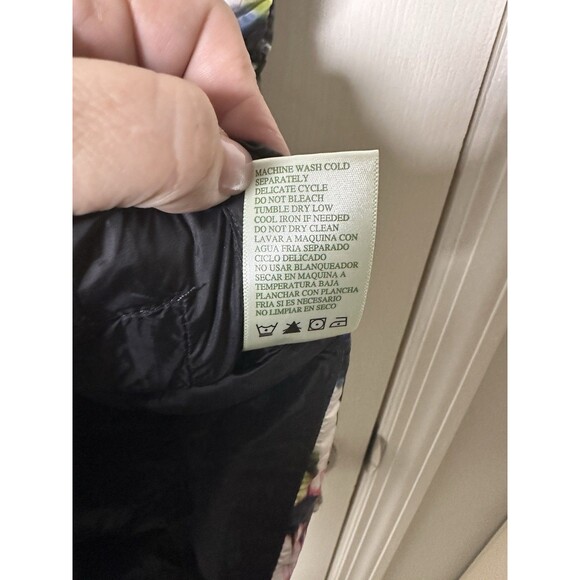 MACHINE WASH COLD
SEPARATELY
DELICATE CYCLE
DO NOT BLEACH
TUMBLE DRY LOW
COOL IRON IF NEEDED
DO NOT DRY CLEAN
LAVAR A MAQUINA CON
AGUA FRIA SEPARADO
CICLO DELICADO
NO USAR BLANQUEADOR
SECAR EN MAQUINA A
TEMPERATURA BAJA
PLANCHAR CON PLANCHA
FRIA SI ES NECESARIO
NO LIMPIAR EN SECO